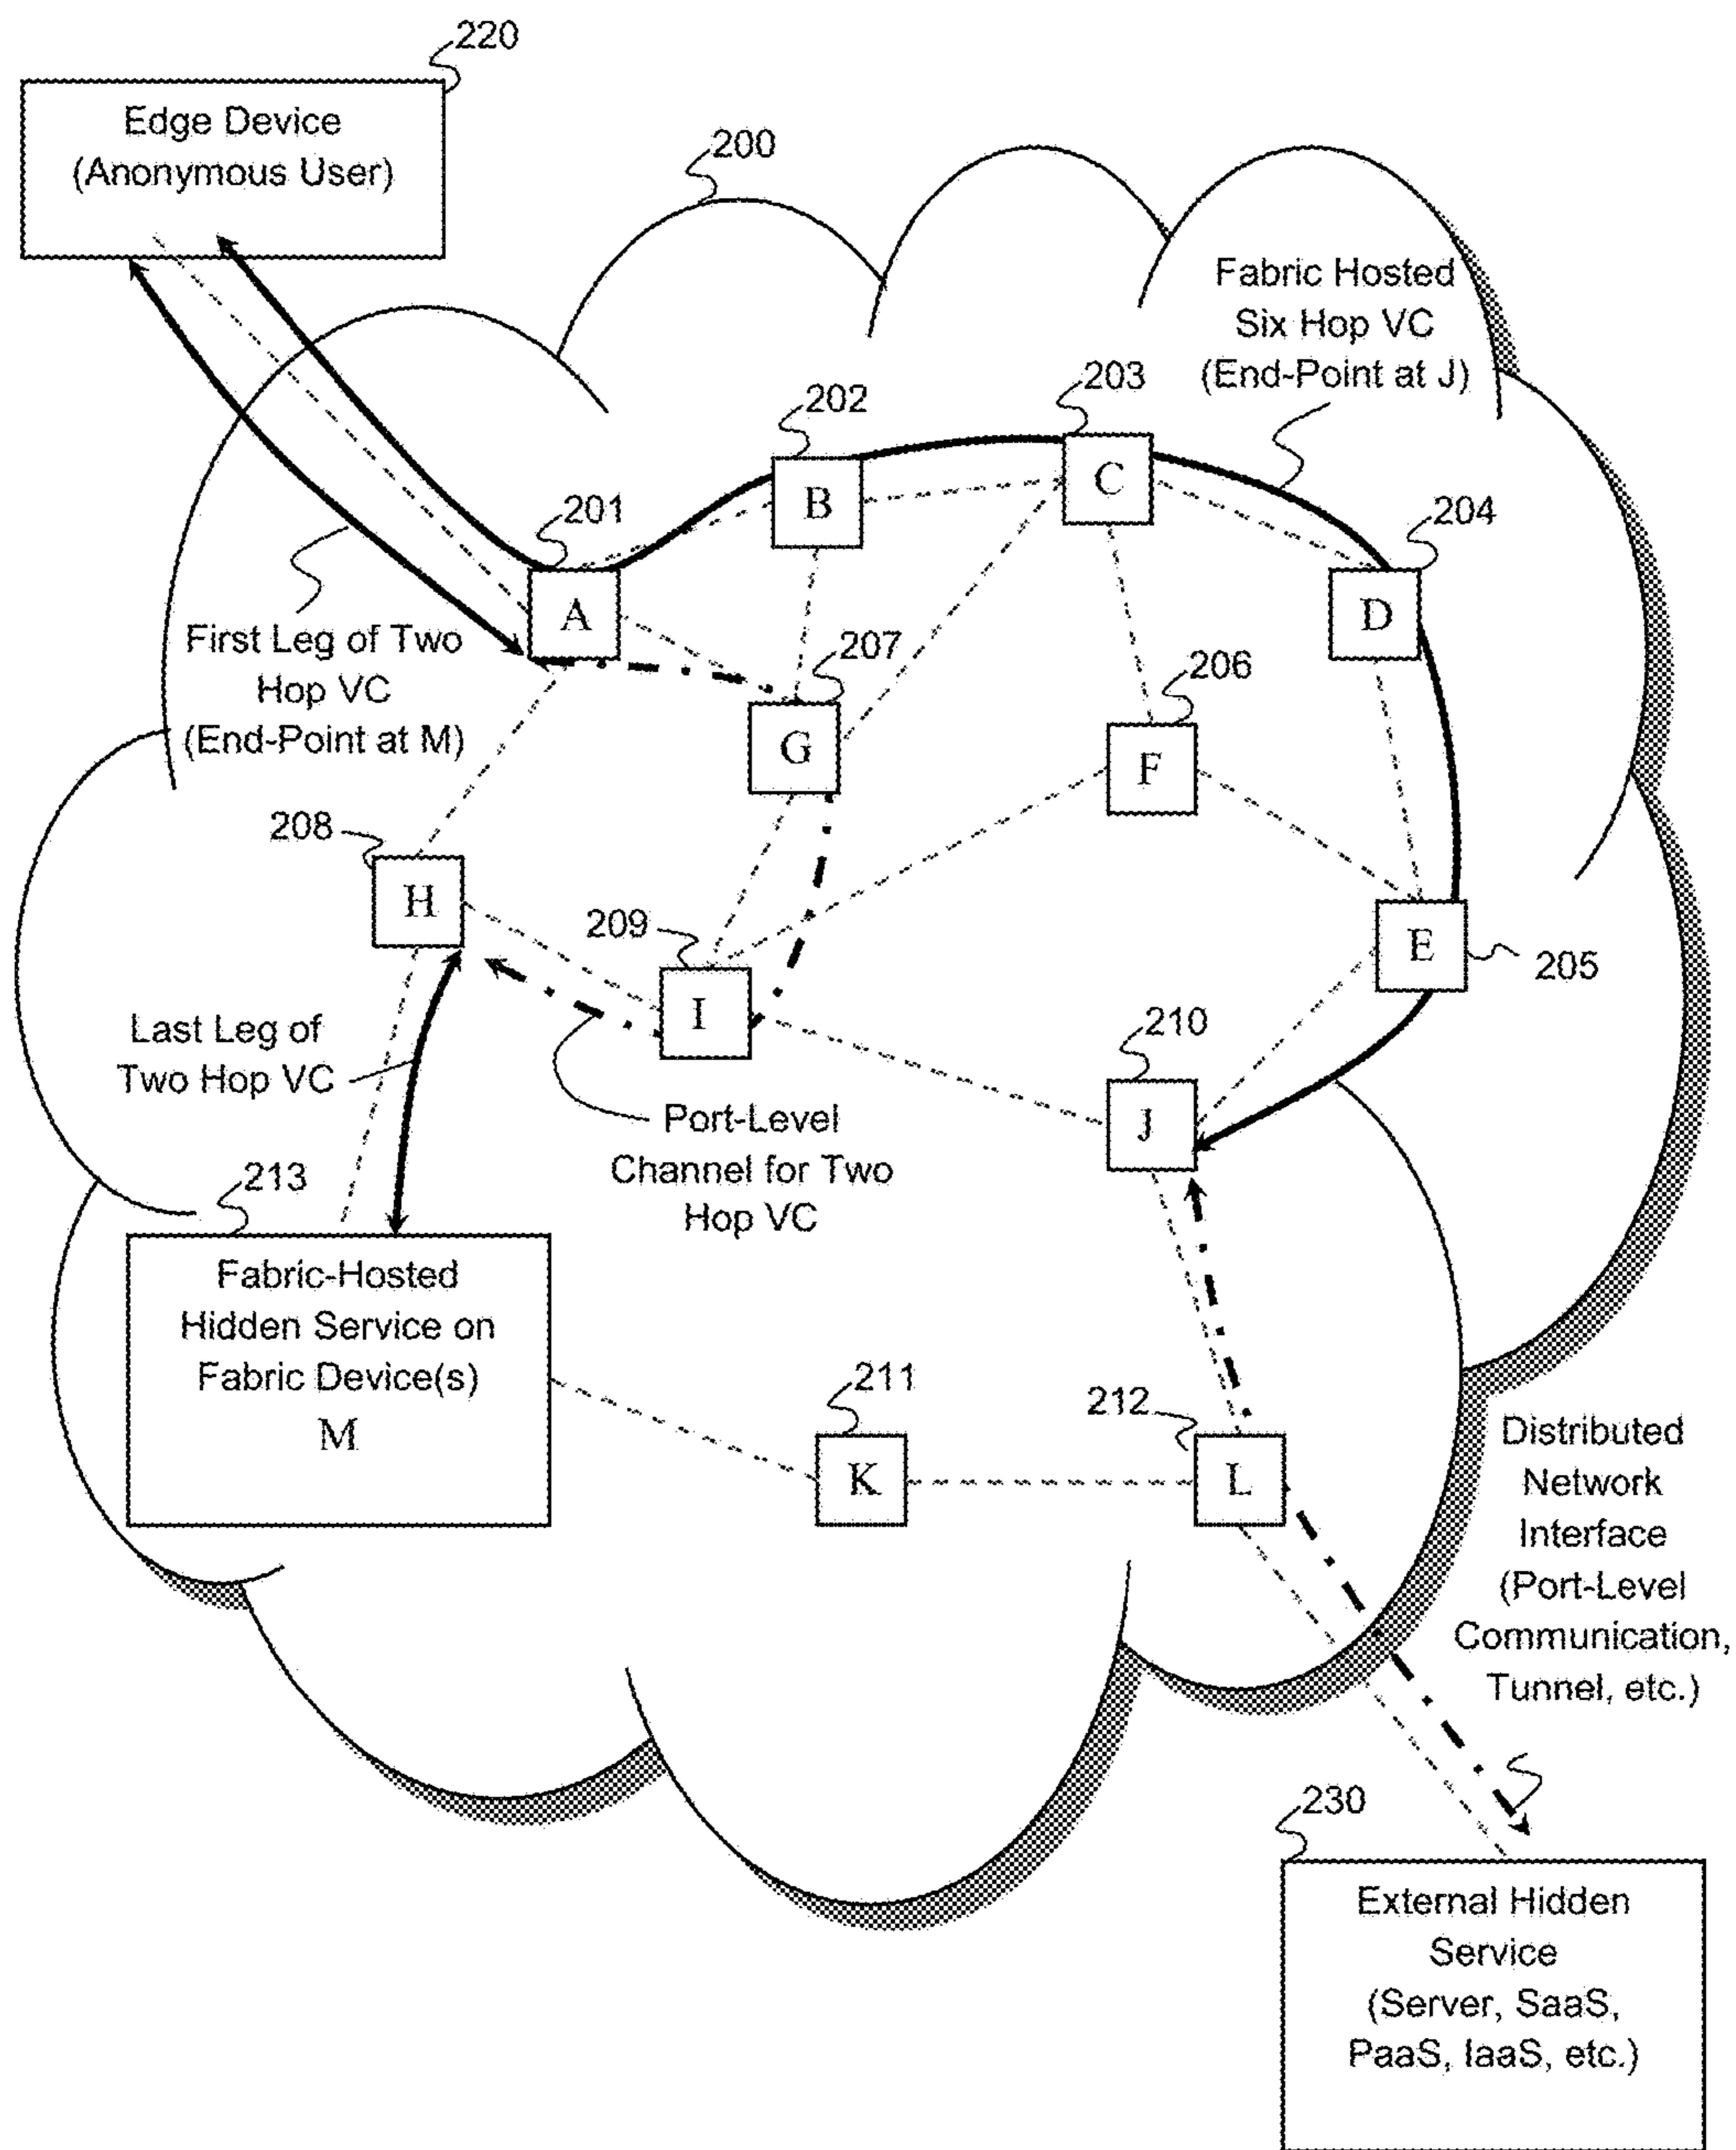 220
Edge Device
(Anonymous User)
200
Fabric Hosted
Six Hop VC
(End-Point at J)
203
202
C
B
201
204
A
D
First Leg of Two
Hop VC
(End-Point at M)
207
206
G
F
208
H
209
E
205
I
Last Leg of
Two Hop VC
210
J
Port-Level
Channel for Two
Hop VC
213
Fabric-Hosted
Hidden Service on
Fabric Device(s)
M
211
K
212
L
Distributed
Network
Interface
(Port-Level
Communication,
Tunnel, etc.)
230
External Hidden
Service
(Server, SaaS,
PaaS, IaaS, etc.)